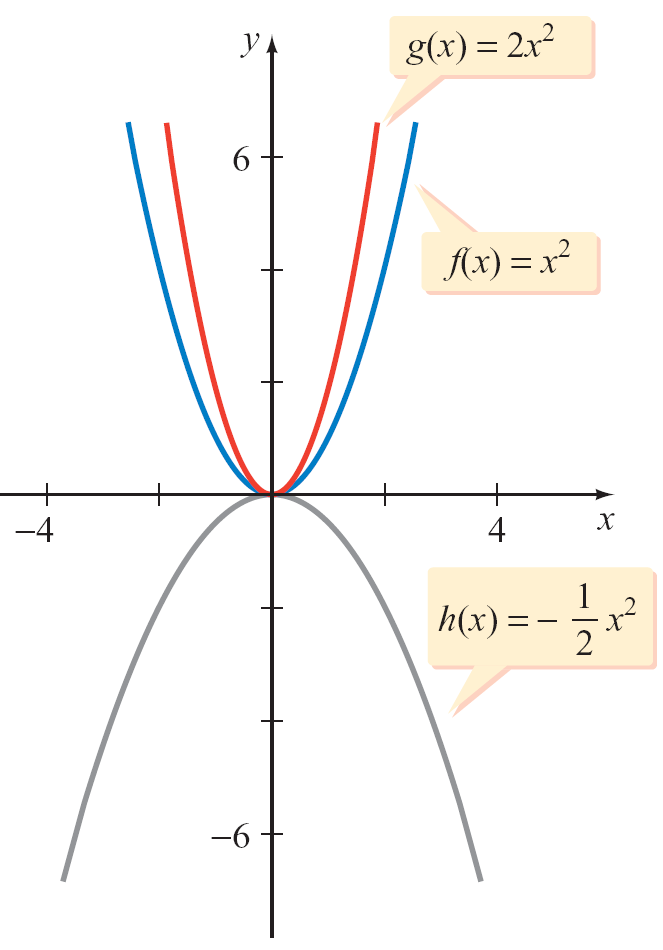 y
g(x) = 2x²
6
f(x) = x²
−4
4
x
h(x) = − 1/2 x²
−6